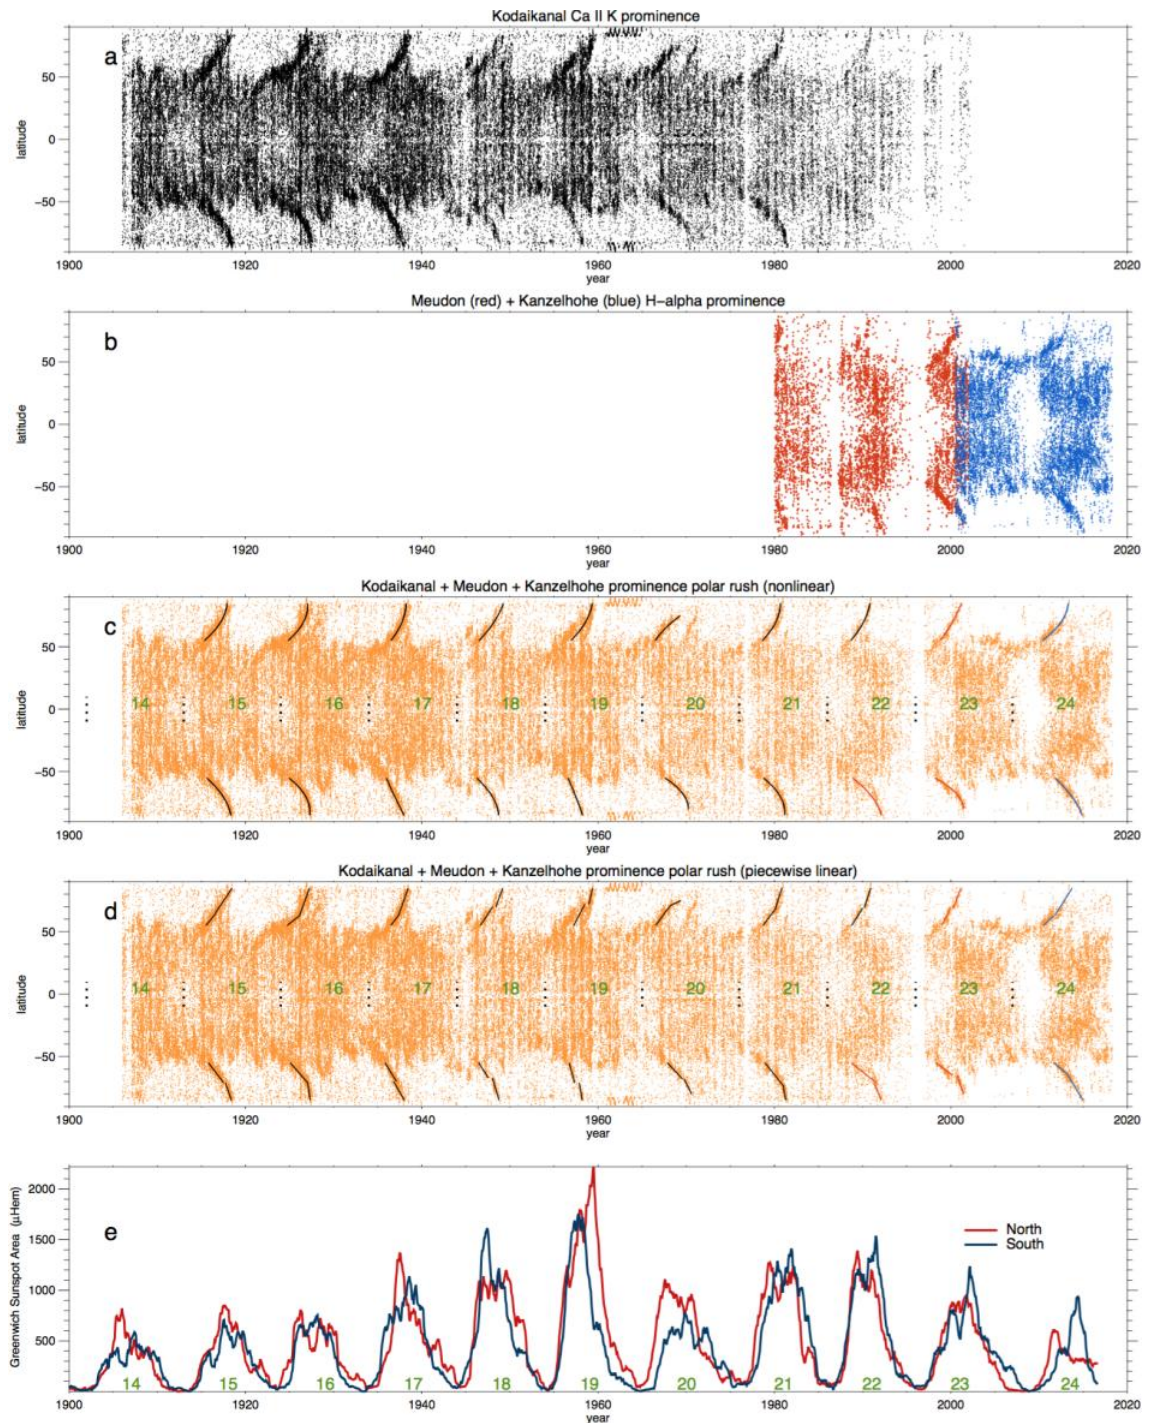 Kodaikanal Ca II K prominence
a
50
0
−50
latitude
1900 1920 1940 1960 1980 2000 2020
year
Meudon (red) + Kanzelhohe (blue) H−alpha prominence
b
50
0
−50
latitude
1900 1920 1940 1960 1980 2000 2020
year
Kodaikanal + Meudon + Kanzelhohe prominence polar rush (nonlinear)
c
50
0
−50
latitude
14 15 16 17 18 19 20 21 22 23 24
1900 1920 1940 1960 1980 2000 2020
year
Kodaikanal + Meudon + Kanzelhohe prominence polar rush (piecewise linear)
d
50
0
−50
latitude
14 15 16 17 18 19 20 21 22 23 24
1900 1920 1940 1960 1980 2000 2020
year
e
2000
1500
1000
500
Greenwich Sunspot Area (μHem)
North
South
14 15 16 17 18 19 20 21 22 23 24
1900 1920 1940 1960 1980 2000 2020
year